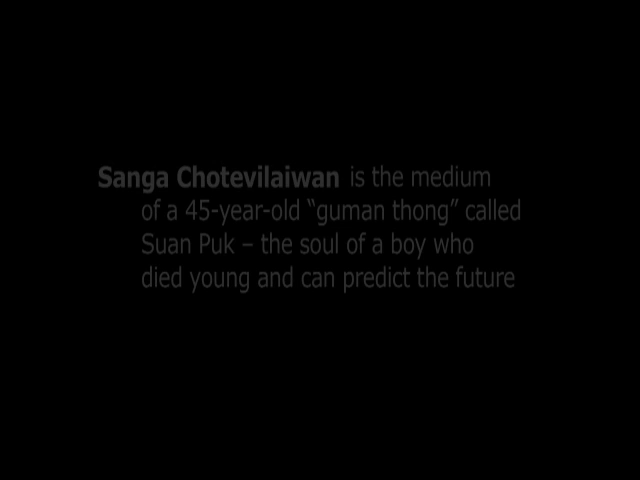 Sanga Chotevilaiwan is the medium
of a 45-year-old “guman thong” called
Suan Puk – the soul of a boy who
died young and can predict the future